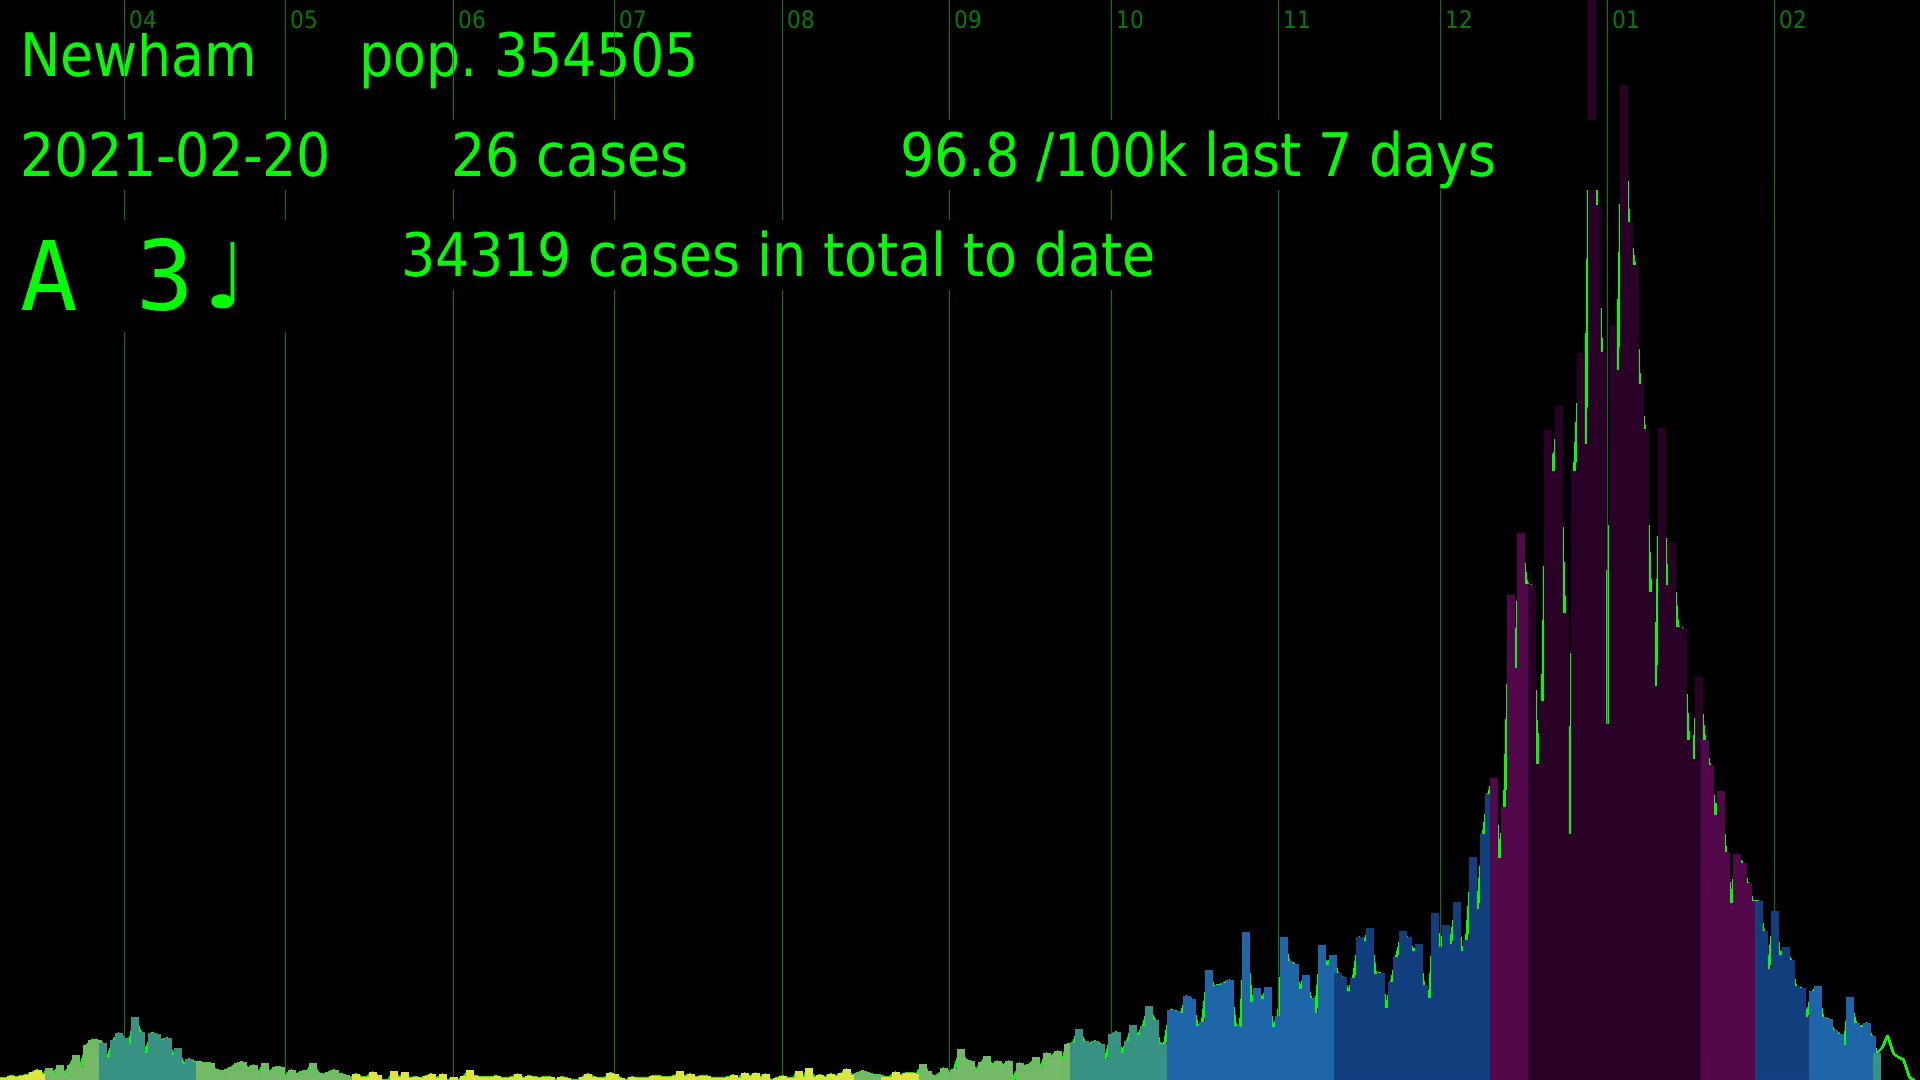 04 05 06 07 08 09 10 11 12 01 02
Newham pop. 354505
2021-02-20 26 cases 96.8 /100k last 7 days
A 3♩ 34319 cases in total to date